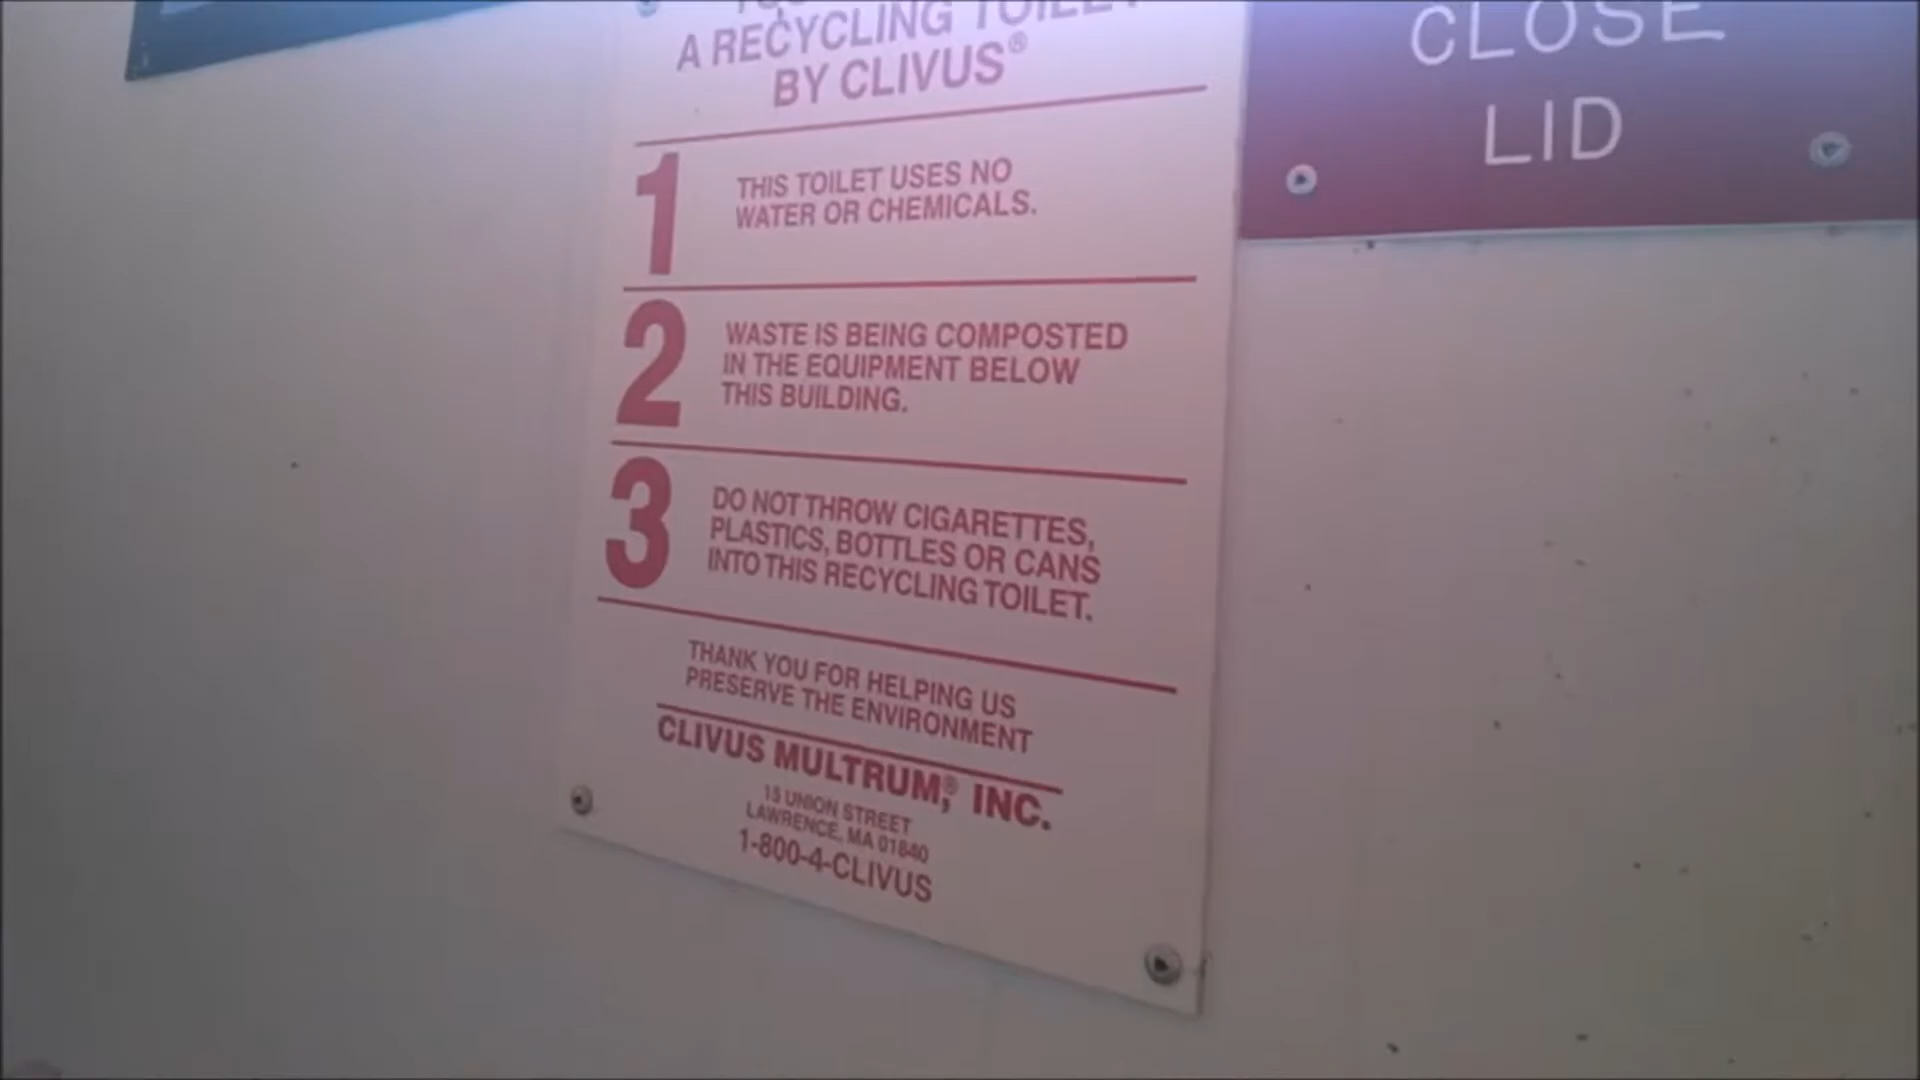 A RECYCLING TOILET
BY CLIVUS®
1
THIS TOILET USES NO
WATER OR CHEMICALS.
2
WASTE IS BEING COMPOSTED
IN THE EQUIPMENT BELOW
THIS BUILDING.
3
DO NOT THROW CIGARETTES,
PLASTICS, BOTTLES OR CANS
INTO THIS RECYCLING TOILET.
THANK YOU FOR HELPING US
PRESERVE THE ENVIRONMENT
CLIVUS MULTRUM,® INC.
15 UNION STREET
LAWRENCE, MA 01840
1-800-4-CLIVUS
CLOSE
LID